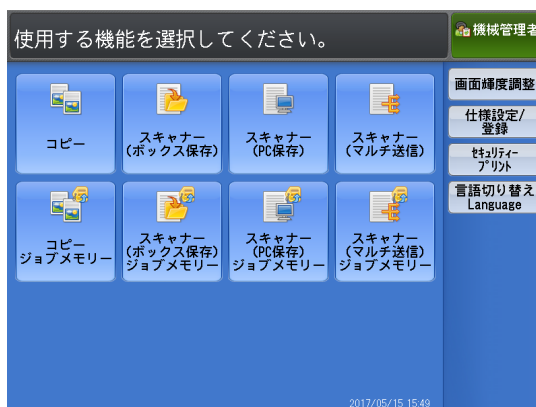 使用する機能を選択してください。
機械管理者
画面輝度調整
仕様設定/
登録
セキュリティー
プリント
言語切り替え
Language
コピー
スキャナー
(ボックス保存)
スキャナー
(PC保存)
スキャナー
(マルチ送信)
コピー
ジョブメモリー
スキャナー
(ボックス保存)
ジョブメモリー
スキャナー
(PC保存)
ジョブメモリー
スキャナー
(マルチ送信)
ジョブメモリー
2017/05/15 15:49